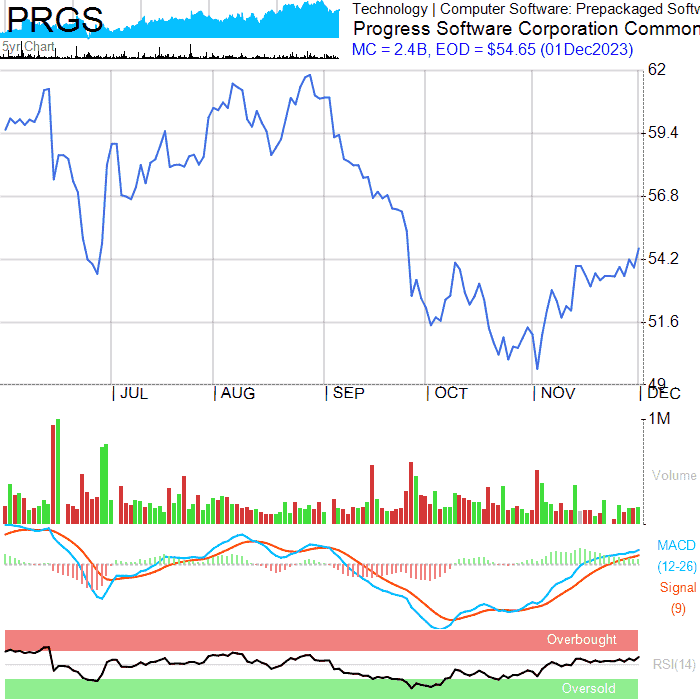 PRGS
5yr Chart
Technology | Computer Software: Prepackaged Softw
Progress Software Corporation Common
MC = 2.4B, EOD = $54.65 (01Dec2023)
62
59.4
56.8
54.2
51.6
49
JUL
AUG
SEP
OCT
NOV
DEC
1M
Volume
MACD
(12-26)
Signal
(9)
Overbought
RSI(14)
Oversold